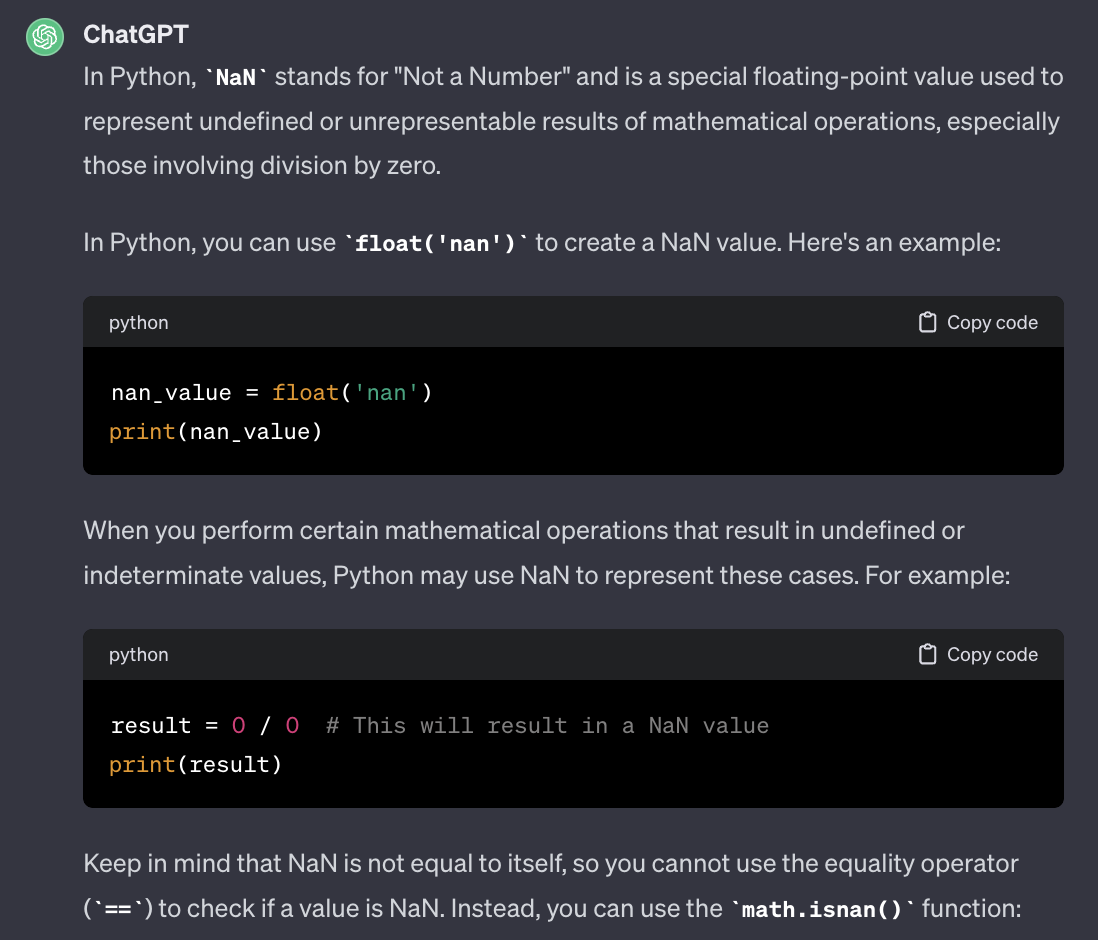 ChatGPT
In Python, `NaN` stands for "Not a Number" and is a special floating-point value used to
represent undefined or unrepresentable results of mathematical operations, especially
those involving division by zero.
In Python, you can use `float('nan')` to create a NaN value. Here's an example:
python Copy code
nan_value = float('nan')
print(nan_value)
When you perform certain mathematical operations that result in undefined or
indeterminate values, Python may use NaN to represent these cases. For example:
python Copy code
result = 0 / 0  # This will result in a NaN value
print(result)
Keep in mind that NaN is not equal to itself, so you cannot use the equality operator
(`==`) to check if a value is NaN. Instead, you can use the `math.isnan()` function: